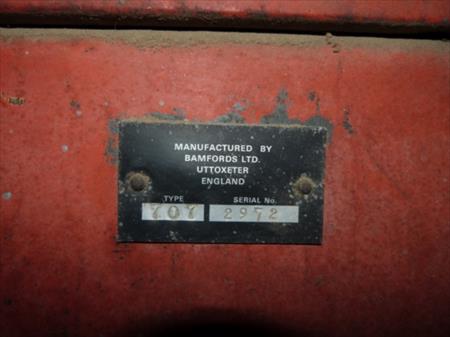 MANUFACTURED BY
BAMFORDS LTD.
UTTOXETER
ENGLAND
TYPE SERIAL No.
707 2972